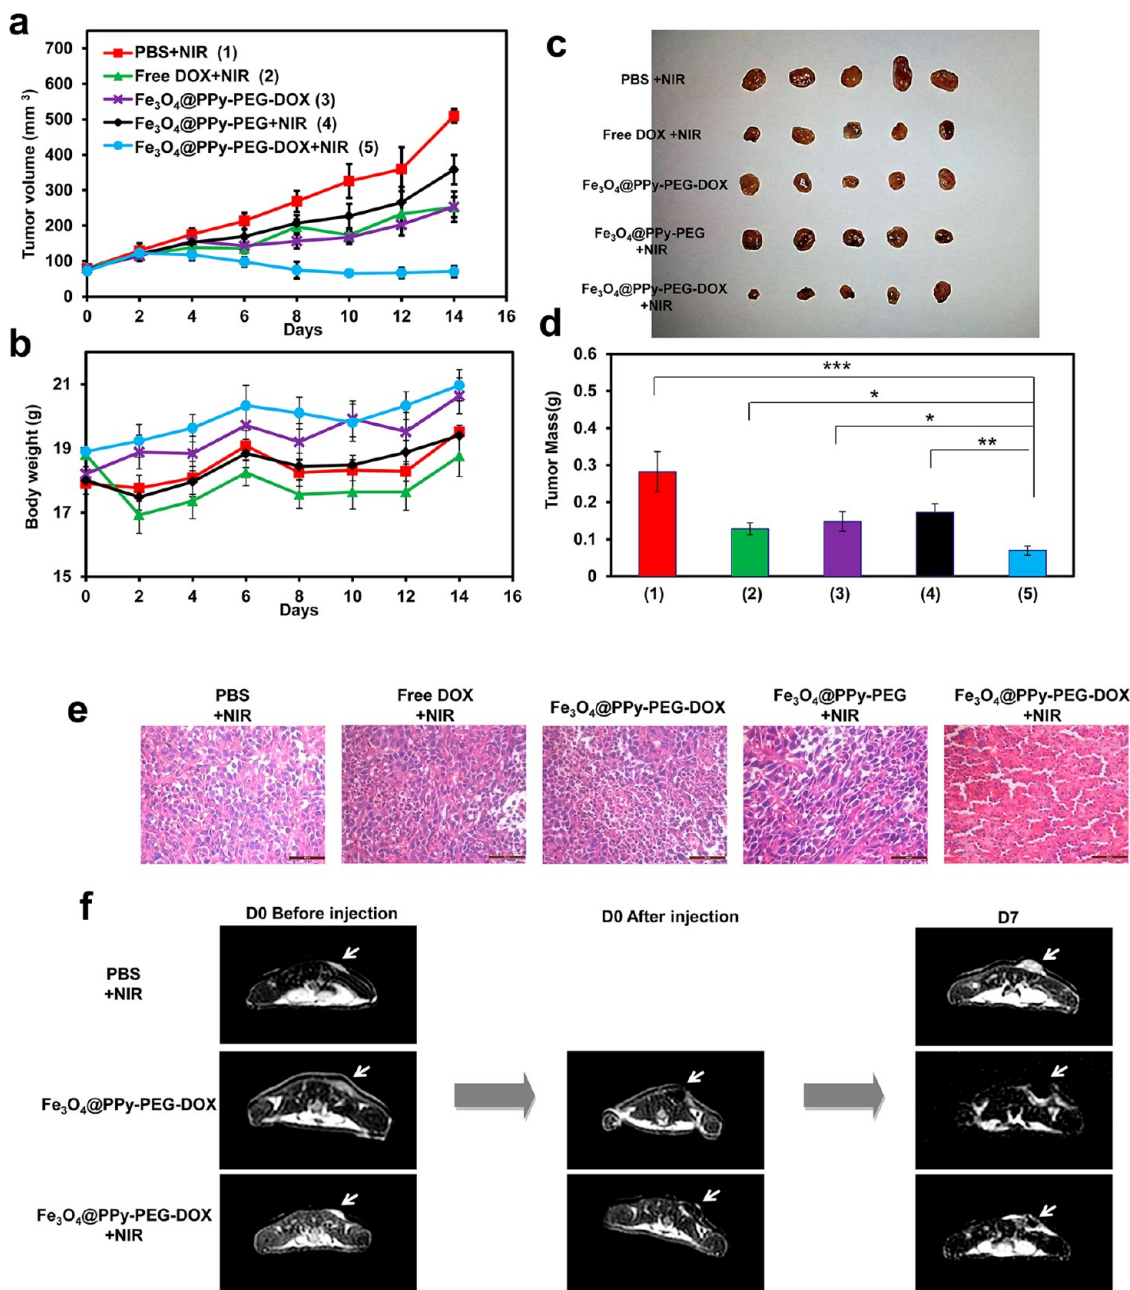 a
Tumor volume (mm³)
700
600
500
400
300
200
100
0
PBS+NIR (1)
Free DOX+NIR (2)
Fe₃O₄@PPy-PEG-DOX (3)
Fe₃O₄@PPy-PEG+NIR (4)
Fe₃O₄@PPy-PEG-DOX+NIR (5)
0 2 4 6 8 10 12 14 16
Days
b
Body weight (g)
21
19
17
15
0 2 4 6 8 10 12 14 16
Days
c
PBS +NIR
Free DOX +NIR
Fe₃O₄@PPy-PEG-DOX
Fe₃O₄@PPy-PEG
+NIR
Fe₃O₄@PPy-PEG-DOX
+NIR
d
Tumor Mass(g)
0.6
0.5
0.4
0.3
0.2
0.1
0
***
*
*
**
(1) (2) (3) (4) (5)
e
PBS
+NIR
Free DOX
+NIR
Fe₃O₄@PPy-PEG-DOX
Fe₃O₄@PPy-PEG
+NIR
Fe₃O₄@PPy-PEG-DOX
+NIR
f
D0 Before injection
D0 After injection
D7
PBS
+NIR
Fe₃O₄@PPy-PEG-DOX
Fe₃O₄@PPy-PEG-DOX
+NIR